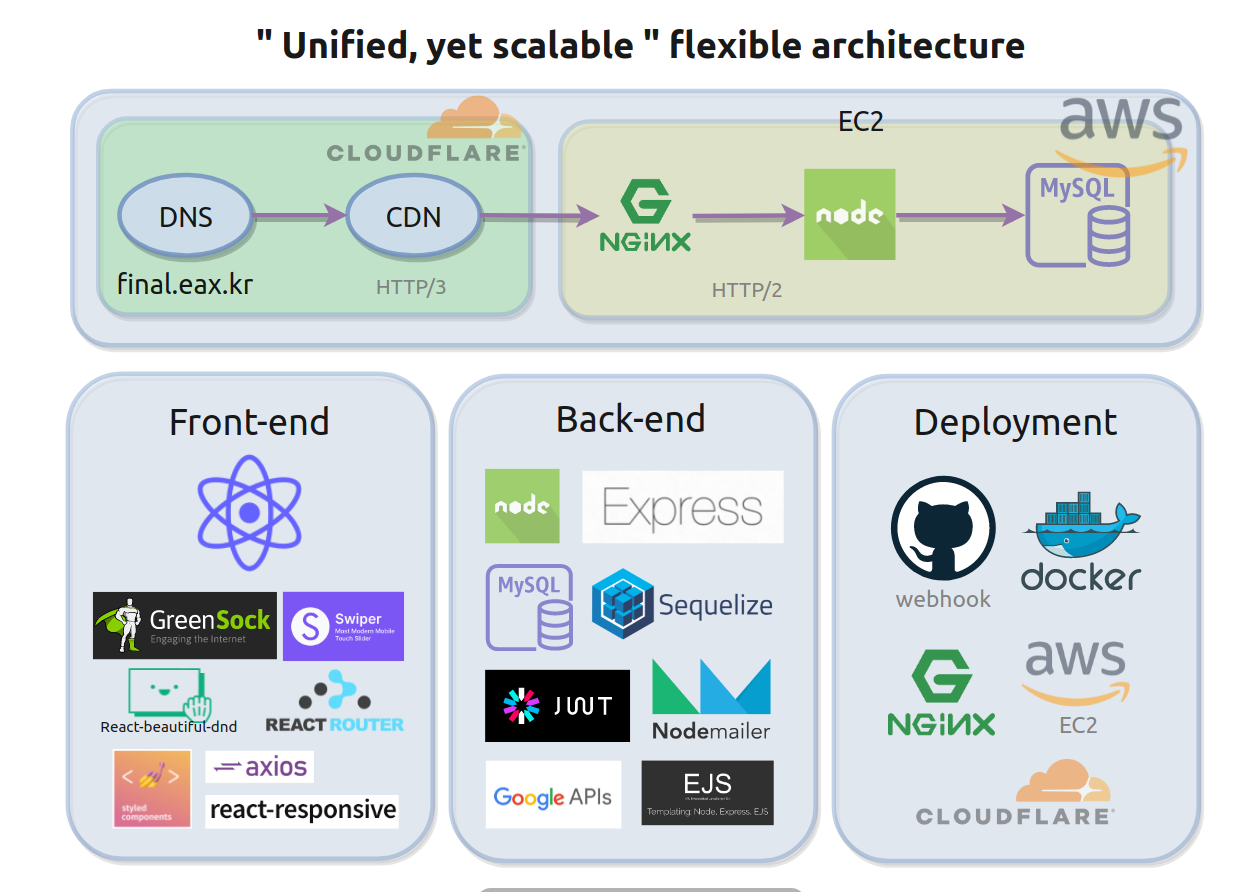 " Unified, yet scalable " flexible architecture
CLOUDFLARE
EC2
aws
DNS
CDN
NGiNX
node
MySQL
final.eax.kr
HTTP/3
HTTP/2
Front-end
GreenSock
Engaging the Internet
Swiper
Most Modern Mobile
Touch Slider
React-beautiful-dnd
REACT ROUTER
styled
components
axios
react-responsive
Back-end
node
Express
MySQL
Sequelize
JWT
Nodemailer
Google APIs
EJS
Templating: Node, Express, EJS
Deployment
webhook
docker
NGiNX
aws
EC2
CLOUDFLARE